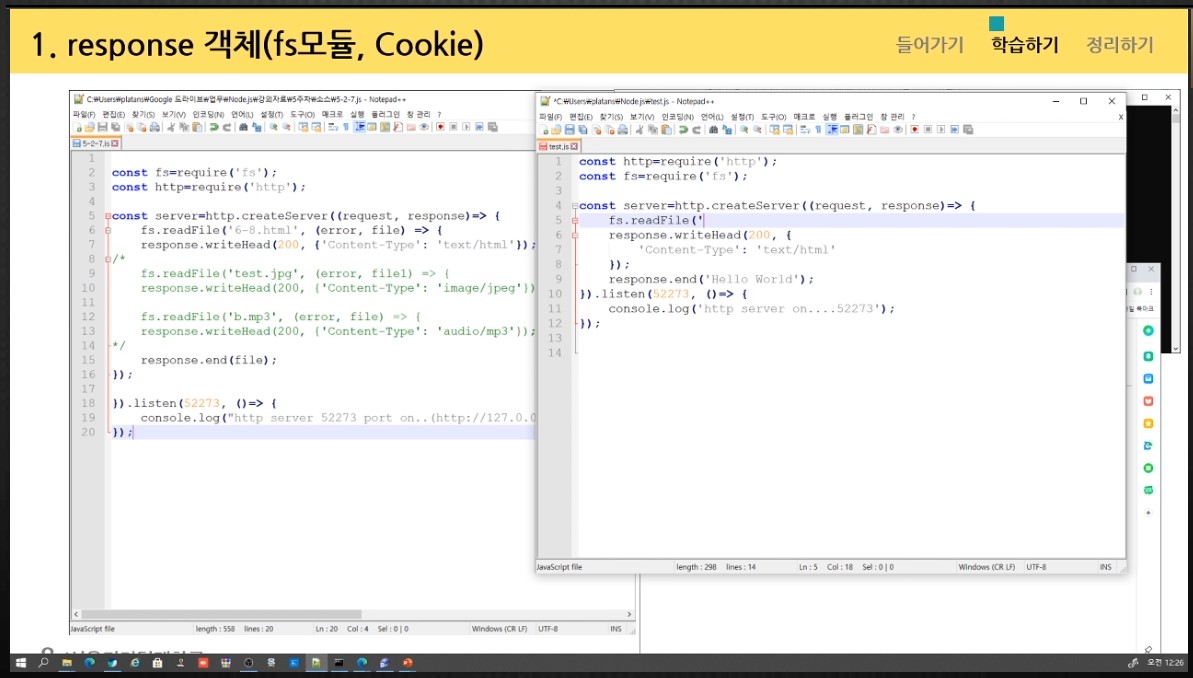 1. response 객체(fs모듈, Cookie)
들어가기 학습하기 정리하기
C:₩Users₩platans₩Google 드라이브₩업무₩Node.js₩강의자료₩5주차₩소스₩5-2-7.js - Notepad++
파일(F) 편집(E) 찾기(S) 보기(V) 인코딩(N) 언어(L) 설정(T) 도구(O) 매크로 실행 플러그인 창 관리 ?
5-2-7.js
1
2 const fs=require('fs');
3 const http=require('http');
4
5 const server=http.createServer((request, response)=> {
6 fs.readFile('6-8.html', (error, file) => {
7 response.writeHead(200, {'Content-Type': 'text/html'});
8 /*
9 fs.readFile('test.jpg', (error, file1) => {
10 response.writeHead(200, {'Content-Type': 'image/jpeg'})
11
12 fs.readFile('b.mp3', (error, file) => {
13 response.writeHead(200, {'Content-Type': 'audio/mp3'});
14 */
15 response.end(file);
16 });
17
18 }).listen(52273, ()=> {
19 console.log("http server 52273 port on..(http://127.0.0
20 });
JavaScript file length : 558 lines : 20 Ln : 20 Col : 4 Sel : 0 | 0 Windows (CR LF) UTF-8 INS
*C:₩Users₩platans₩Node.js₩test.js - Notepad++
파일(F) 편집(E) 찾기(S) 보기(V) 인코딩(N) 언어(L) 설정(T) 도구(O) 매크로 실행 플러그인 창 관리 ?
X
test.js
1 const http=require('http');
2 const fs=require('fs');
3
4 const server=http.createServer((request, response)=> {
5 fs.readFile('
6 response.writeHead(200, {
7 'Content-Type': 'text/html'
8 });
9 response.end('Hello World');
10 }).listen(52273, ()=> {
11 console.log('http server on....52273');
12 });
13
14
JavaScript file length : 298 lines : 14 Ln : 5 Col : 18 Sel : 0 | 0 Windows (CR LF) UTF-8 INS
오전 12:26